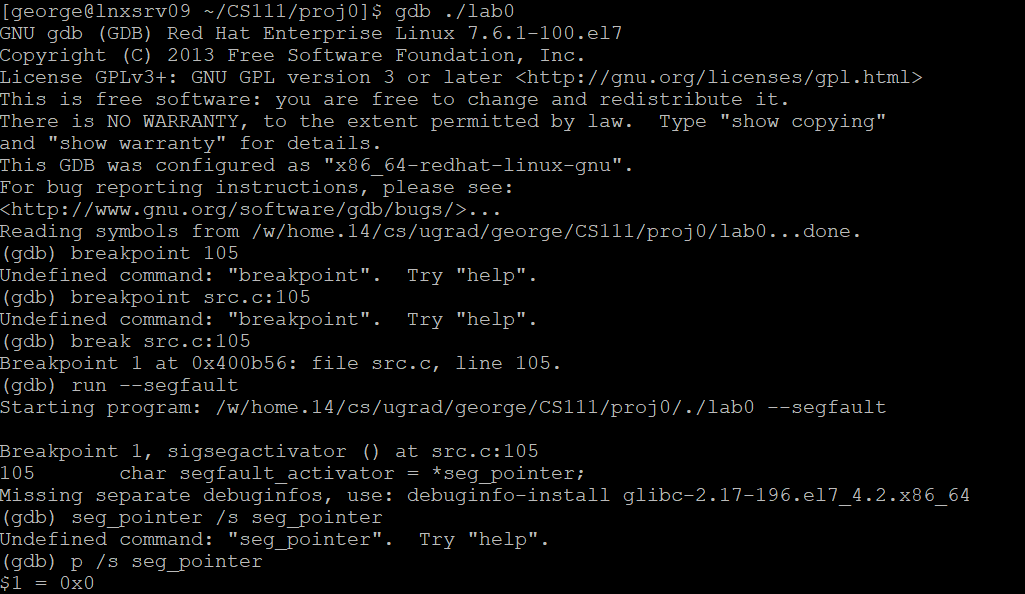 [george@lnxsrv09 ~/CS111/proj0]$ gdb ./lab0
GNU gdb (GDB) Red Hat Enterprise Linux 7.6.1-100.el7
Copyright (C) 2013 Free Software Foundation, Inc.
License GPLv3+: GNU GPL version 3 or later <http://gnu.org/licenses/gpl.html>
This is free software: you are free to change and redistribute it.
There is NO WARRANTY, to the extent permitted by law.  Type "show copying"
and "show warranty" for details.
This GDB was configured as "x86_64-redhat-linux-gnu".
For bug reporting instructions, please see:
<http://www.gnu.org/software/gdb/bugs/>...
Reading symbols from /w/home.14/cs/ugrad/george/CS111/proj0/lab0...done.
(gdb) breakpoint 105
Undefined command: "breakpoint".  Try "help".
(gdb) breakpoint src.c:105
Undefined command: "breakpoint".  Try "help".
(gdb) break src.c:105
Breakpoint 1 at 0x400b56: file src.c, line 105.
(gdb) run --segfault
Starting program: /w/home.14/cs/ugrad/george/CS111/proj0/./lab0 --segfault

Breakpoint 1, sigsegactivator () at src.c:105
105       char segfault_activator = *seg_pointer;
Missing separate debuginfos, use: debuginfo-install glibc-2.17-196.el7_4.2.x86_64
(gdb) seg_pointer /s seg_pointer
Undefined command: "seg_pointer".  Try "help".
(gdb) p /s seg_pointer
$1 = 0x0